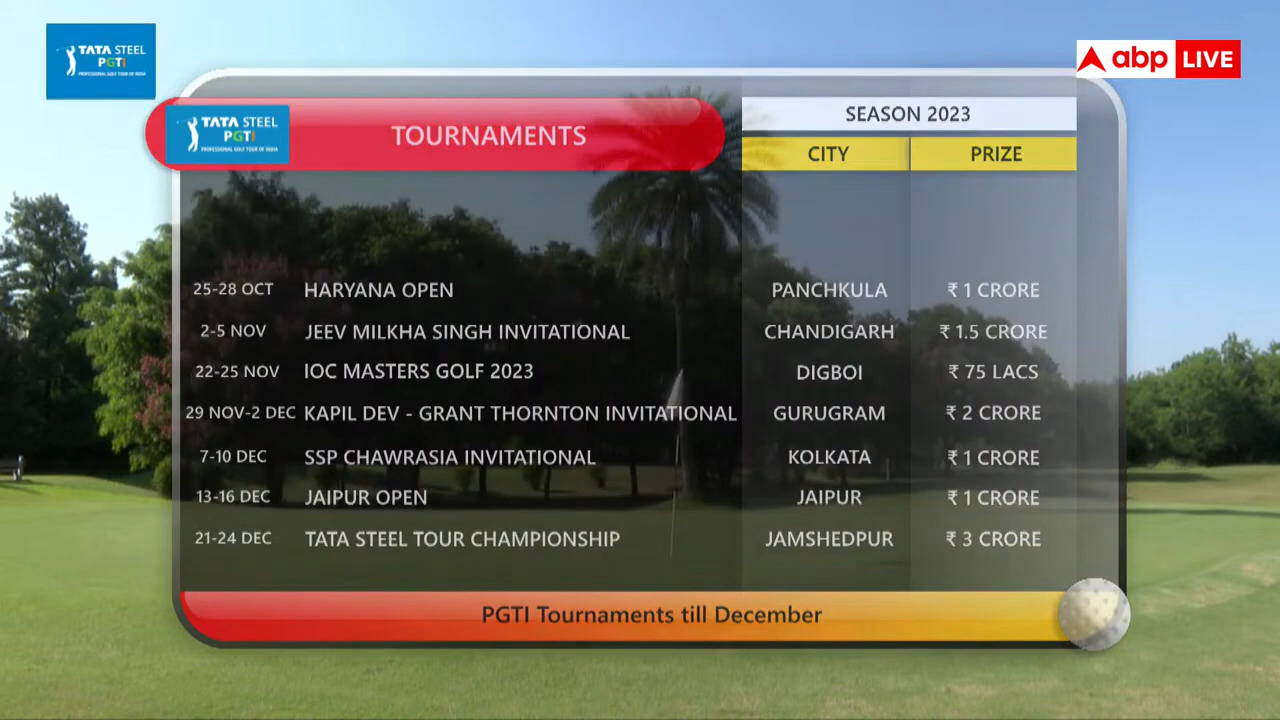 TATA STEEL
PGTI
PROFESSIONAL GOLF TOUR OF INDIA
abp LIVE
TATA STEEL
PGTI
PROFESSIONAL GOLF TOUR OF INDIA
TOURNAMENTS
SEASON 2023
CITY PRIZE
25-28 OCT HARYANA OPEN PANCHKULA ₹ 1 CRORE
2-5 NOV JEEV MILKHA SINGH INVITATIONAL CHANDIGARH ₹ 1.5 CRORE
22-25 NOV IOC MASTERS GOLF 2023 DIGBOI ₹ 75 LACS
29 NOV-2 DEC KAPIL DEV - GRANT THORNTON INVITATIONAL GURUGRAM ₹ 2 CRORE
7-10 DEC SSP CHAWRASIA INVITATIONAL KOLKATA ₹ 1 CRORE
13-16 DEC JAIPUR OPEN JAIPUR ₹ 1 CRORE
21-24 DEC TATA STEEL TOUR CHAMPIONSHIP JAMSHEDPUR ₹ 3 CRORE
PGTI Tournaments till December